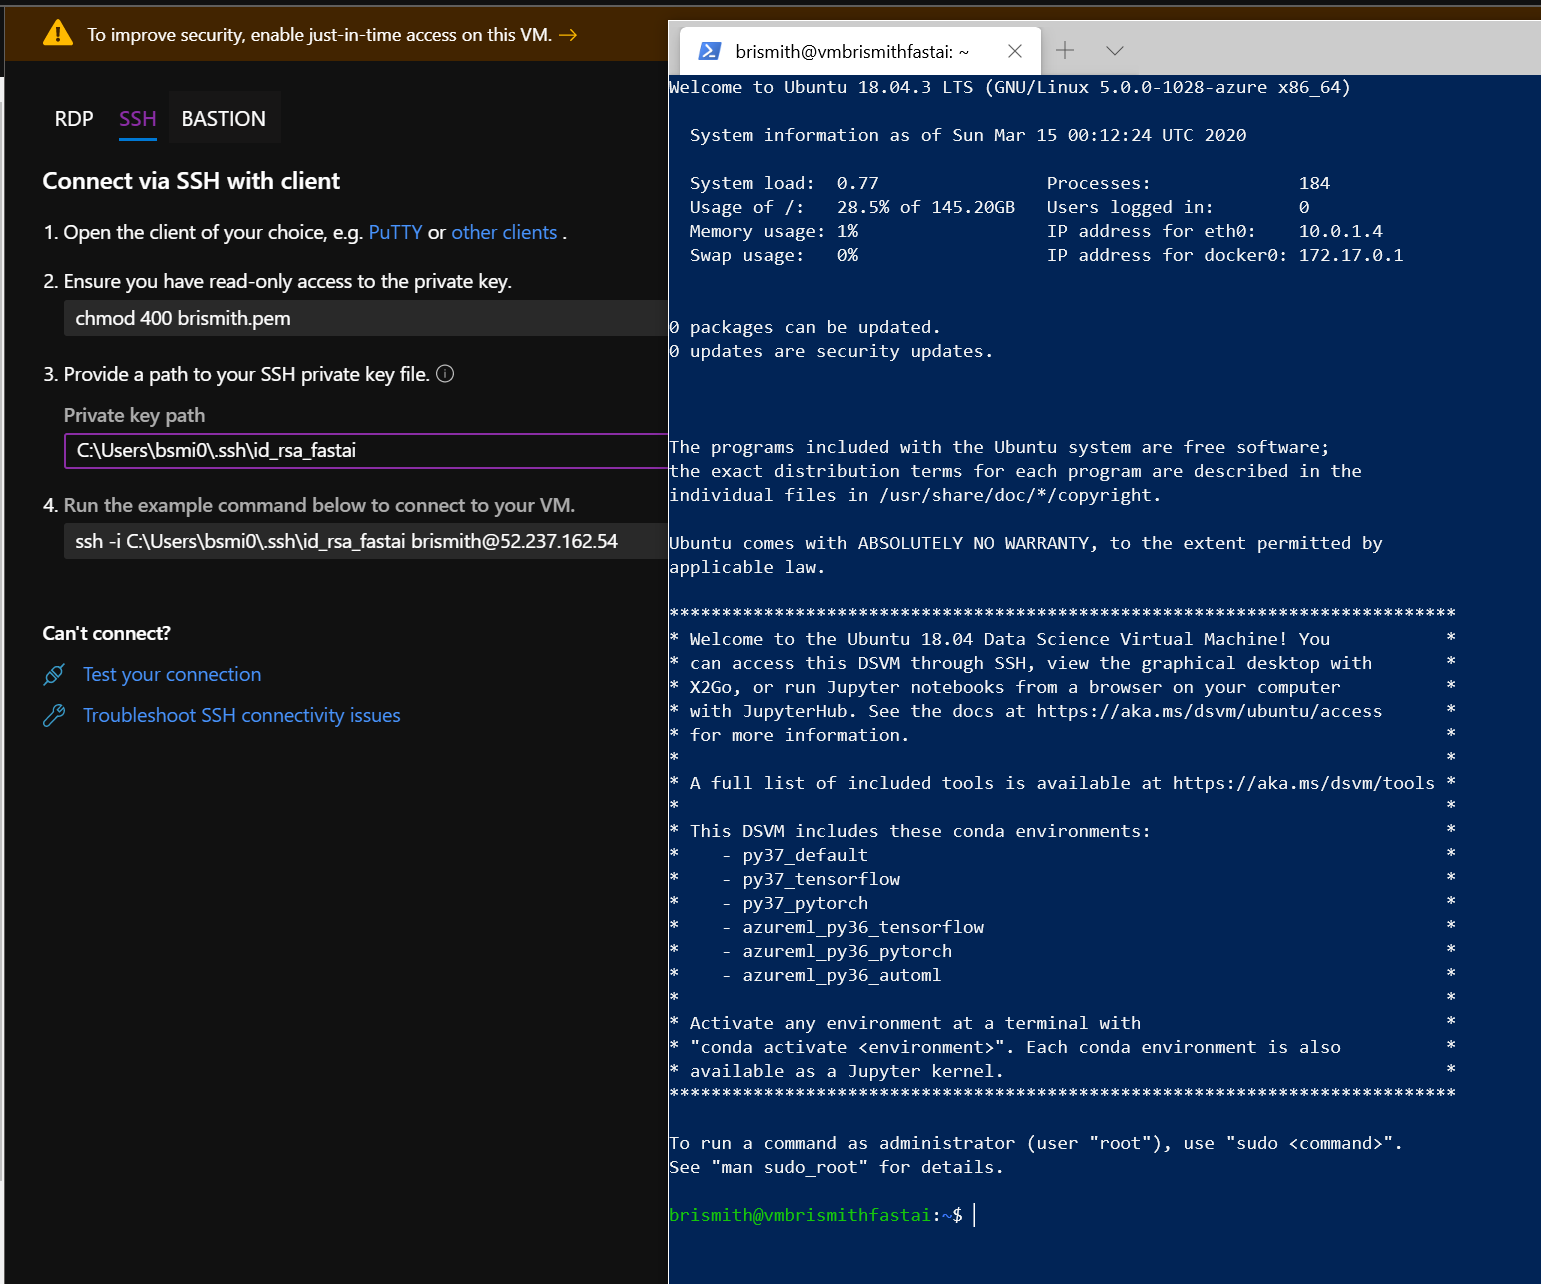 To improve security, enable just-in-time access on this VM. →
RDP SSH BASTION
Connect via SSH with client
1. Open the client of your choice, e.g. PuTTY or other clients .
2. Ensure you have read-only access to the private key.
chmod 400 brismith.pem
3. Provide a path to your SSH private key file.
Private key path
C:\Users\bsmi0\.ssh\id_rsa_fastai
4. Run the example command below to connect to your VM.
ssh -i C:\Users\bsmi0\.ssh\id_rsa_fastai brismith@52.237.162.54
Can't connect?
Test your connection
Troubleshoot SSH connectivity issues
brismith@vmbrismithfastai: ~
Welcome to Ubuntu 18.04.3 LTS (GNU/Linux 5.0.0-1028-azure x86_64)
System information as of Sun Mar 15 00:12:24 UTC 2020
System load: 0.77 Processes: 184
Usage of /: 28.5% of 145.20GB Users logged in: 0
Memory usage: 1% IP address for eth0: 10.0.1.4
Swap usage: 0% IP address for docker0: 172.17.0.1
0 packages can be updated.
0 updates are security updates.
The programs included with the Ubuntu system are free software;
the exact distribution terms for each program are described in the
individual files in /usr/share/doc/*/copyright.
Ubuntu comes with ABSOLUTELY NO WARRANTY, to the extent permitted by
applicable law.
***************************************************************************
* Welcome to the Ubuntu 18.04 Data Science Virtual Machine! You *
* can access this DSVM through SSH, view the graphical desktop with *
* X2Go, or run Jupyter notebooks from a browser on your computer *
* with JupyterHub. See the docs at https://aka.ms/dsvm/ubuntu/access *
* for more information. *
* *
* A full list of included tools is available at https://aka.ms/dsvm/tools *
* *
* This DSVM includes these conda environments: *
* - py37_default *
* - py37_tensorflow *
* - py37_pytorch *
* - azureml_py36_tensorflow *
* - azureml_py36_pytorch *
* - azureml_py36_automl *
* *
* Activate any environment at a terminal with *
* "conda activate <environment>". Each conda environment is also *
* available as a Jupyter kernel. *
***************************************************************************
To run a command as administrator (user "root"), use "sudo <command>".
See "man sudo_root" for details.
brismith@vmbrismithfastai:~$